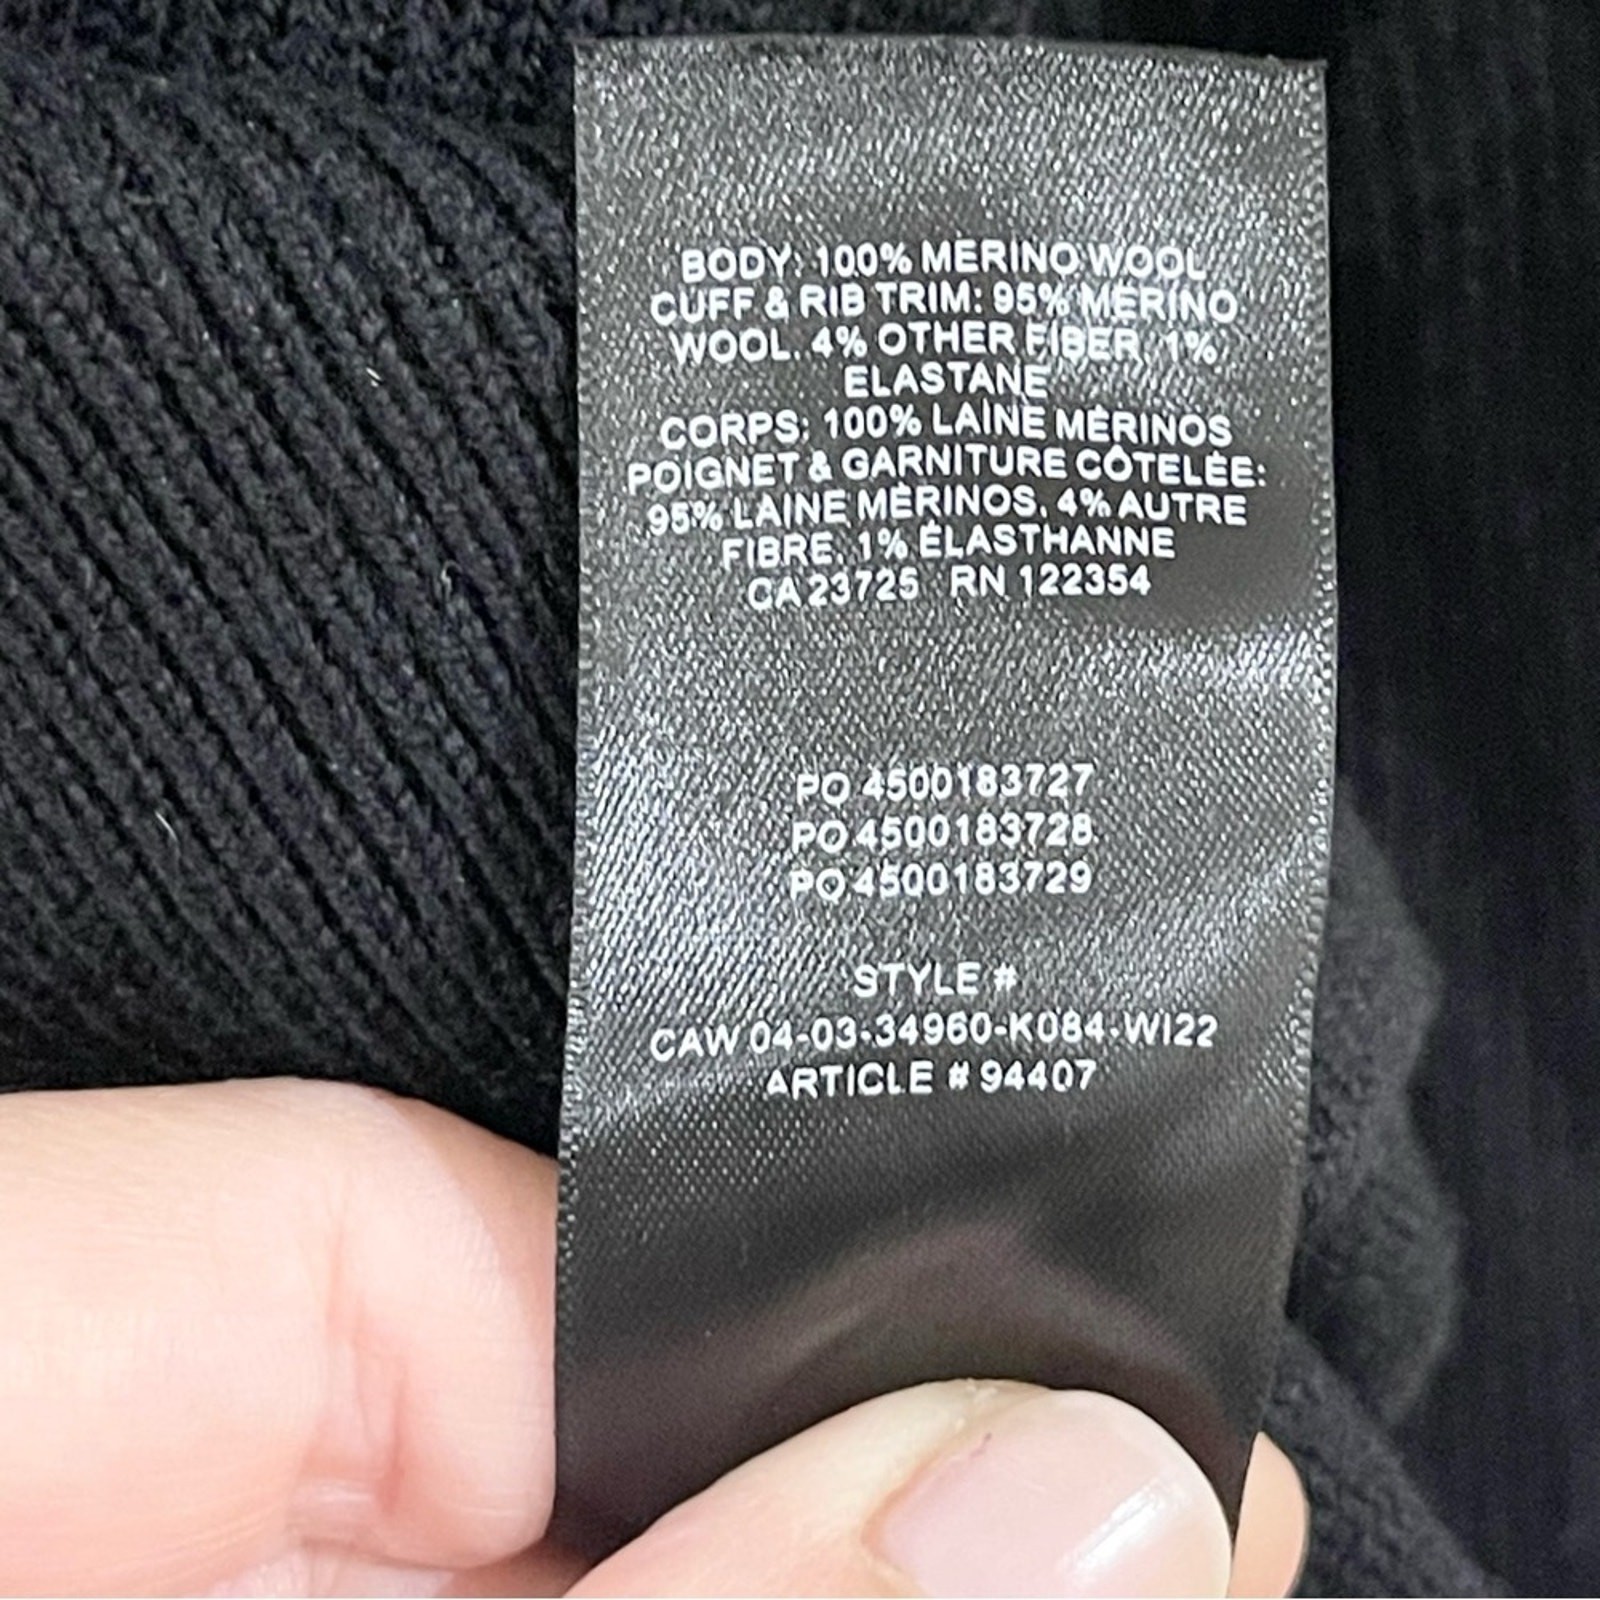 BODY: 100% MERINO WOOL
CUFF & RIB TRIM: 95% MERINO
WOOL, 4% OTHER FIBER, 1%
ELASTANE
CORPS: 100% LAINE MÉRINOS
POIGNET & GARNITURE CÔTELÉE:
95% LAINE MÉRINOS, 4% AUTRE
FIBRE, 1% ÉLASTHANNE
CA 23725 RN 122354
PO 4500183727
PO 4500183728
PO 4500183729
STYLE #
CAW 04-03-34960-K084-WI22
ARTICLE # 94407